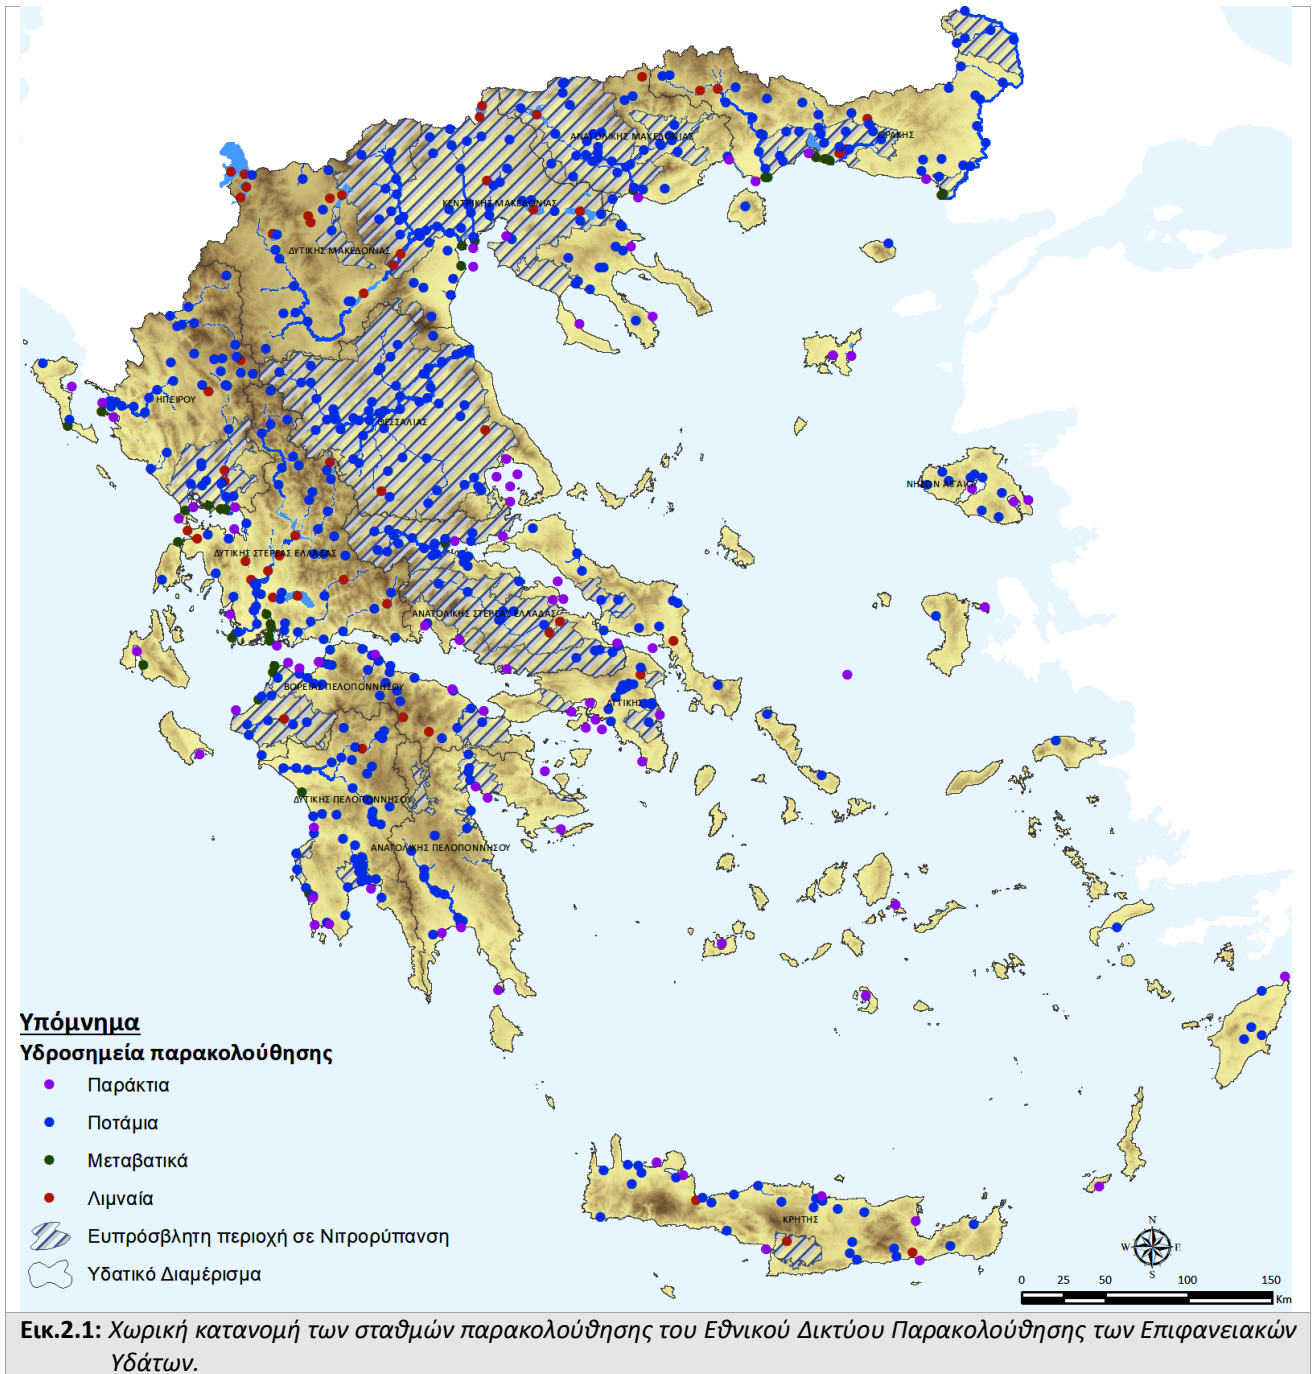 ΑΝΑΤΟΛΙΚΗΣ ΜΑΚΕΔΟΝΙΑΣ
ΘΡΑΚΗΣ
ΚΕΝΤΡΙΚΗΣ ΜΑΚΕΔΟΝΙΑΣ
ΔΥΤΙΚΗΣ ΜΑΚΕΔΟΝΙΑΣ
ΗΠΕΙΡΟΥ
ΘΕΣΣΑΛΙΑΣ
ΝΗΣΩΝ ΑΙΓΑΙΟΥ
ΔΥΤΙΚΗΣ ΣΤΕΡΕΑΣ ΕΛΛΑΔΑΣ
ΑΝΑΤΟΛΙΚΗΣ ΣΤΕΡΕΑΣ ΕΛΛΑΔΑΣ
ΒΟΡΕΙΑΣ ΠΕΛΟΠΟΝΝΗΣΟΥ
ΑΤΤΙΚΗΣ
ΔΥΤΙΚΗΣ ΠΕΛΟΠΟΝΝΗΣΟΥ
ΑΝΑΤΟΛΙΚΗΣ ΠΕΛΟΠΟΝΝΗΣΟΥ
ΚΡΗΤΗΣ
Υπόμνημα
Υδροσημεία παρακολούθησης
Παράκτια
Ποτάμια
Μεταβατικά
Λιμναία
Ευπρόσβλητη περιοχή σε Νιτρορύπανση
Υδατικό Διαμέρισμα
N
W E
S
0 25 50 100 150
Km
Εικ.2.1: Χωρική κατανομή των σταθμών παρακολούθησης του Εθνικού Δικτύου Παρακολούθησης των Επιφανειακών
Υδάτων.